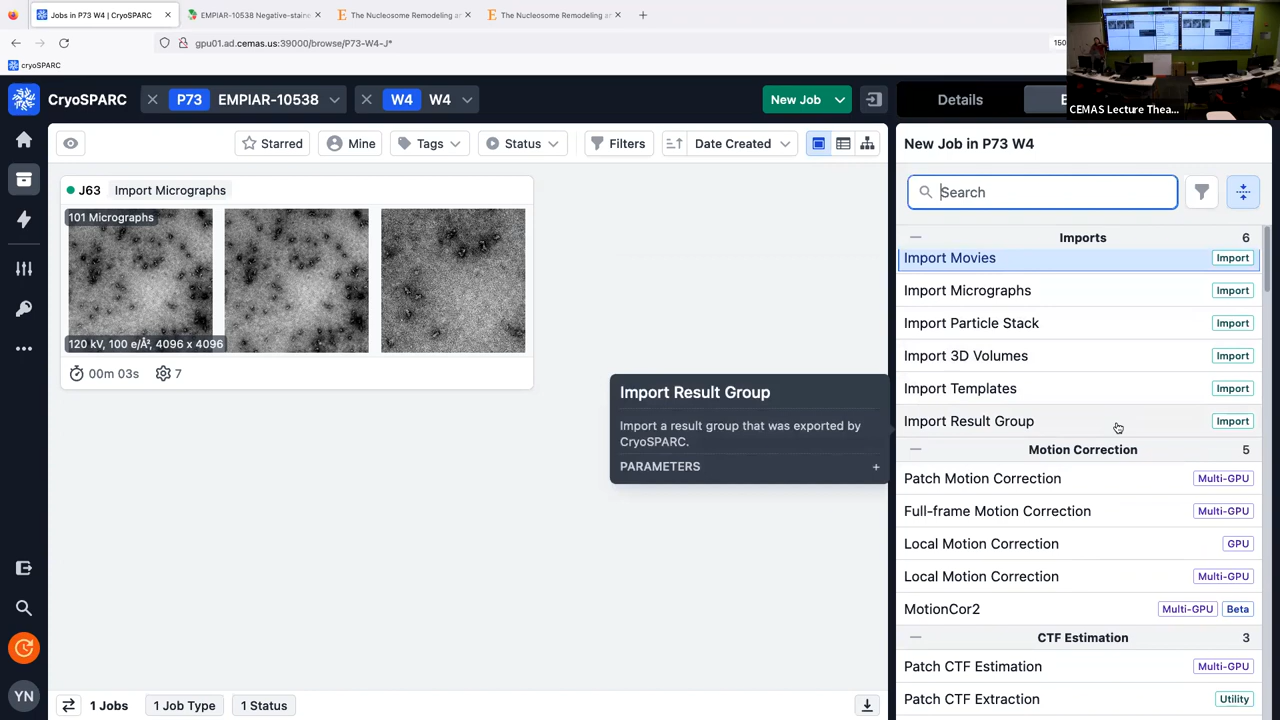 Jobs in P73 W4 | CryoSPARC
EMPIAR-10538 Negative-staine
The Nucleosome Remodeling ar
The Nucleosome Remodeling ar
gpu01.ad.cemas.us:39000/browse/P73-W4-J*
150
cryoSPARC
CEMAS Lecture Thea...
CryoSPARC
P73
EMPIAR-10538
W4
W4
New Job
Details
Starred
Mine
Tags
Status
Filters
Date Created
New Job in P73 W4
Search
J63
Import Micrographs
101 Micrographs
120 kV, 100 e/Å², 4096 x 4096
00m 03s
7
Imports
6
Import Movies
Import
Import Micrographs
Import
Import Particle Stack
Import
Import 3D Volumes
Import
Import Templates
Import
Import Result Group
Import
Import Result Group
Import a result group that was exported by
CryoSPARC.
PARAMETERS
+
Motion Correction
5
Patch Motion Correction
Multi-GPU
Full-frame Motion Correction
Multi-GPU
Local Motion Correction
GPU
Local Motion Correction
Multi-GPU
MotionCor2
Multi-GPU
Beta
CTF Estimation
3
Patch CTF Estimation
Multi-GPU
Patch CTF Extraction
Utility
YN
1 Jobs
1 Job Type
1 Status